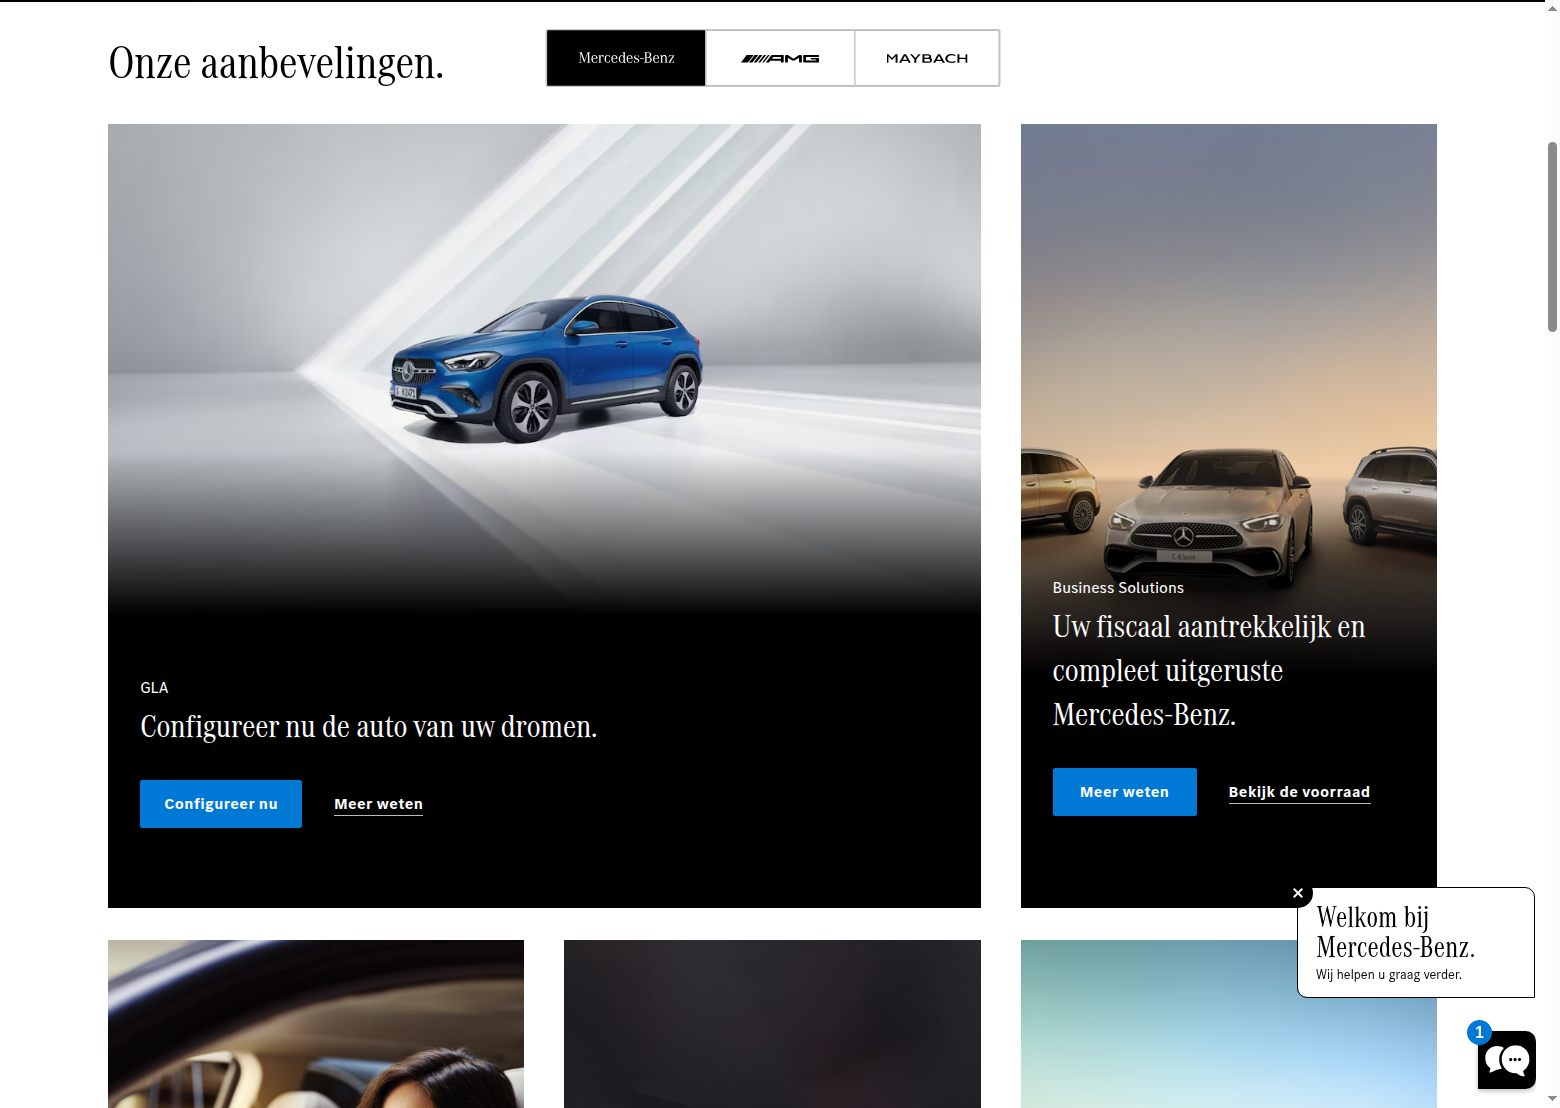 Onze aanbevelingen.
Mercedes-Benz
AMG
MAYBACH
GLA
Configureer nu de auto van uw dromen.
Configureer nu
Meer weten
C-Klasse
Business Solutions
Uw fiscaal aantrekkelijk en
compleet uitgeruste
Mercedes-Benz.
Meer weten
Bekijk de voorraad
Welkom bij
Mercedes-Benz.
Wij helpen u graag verder.
1